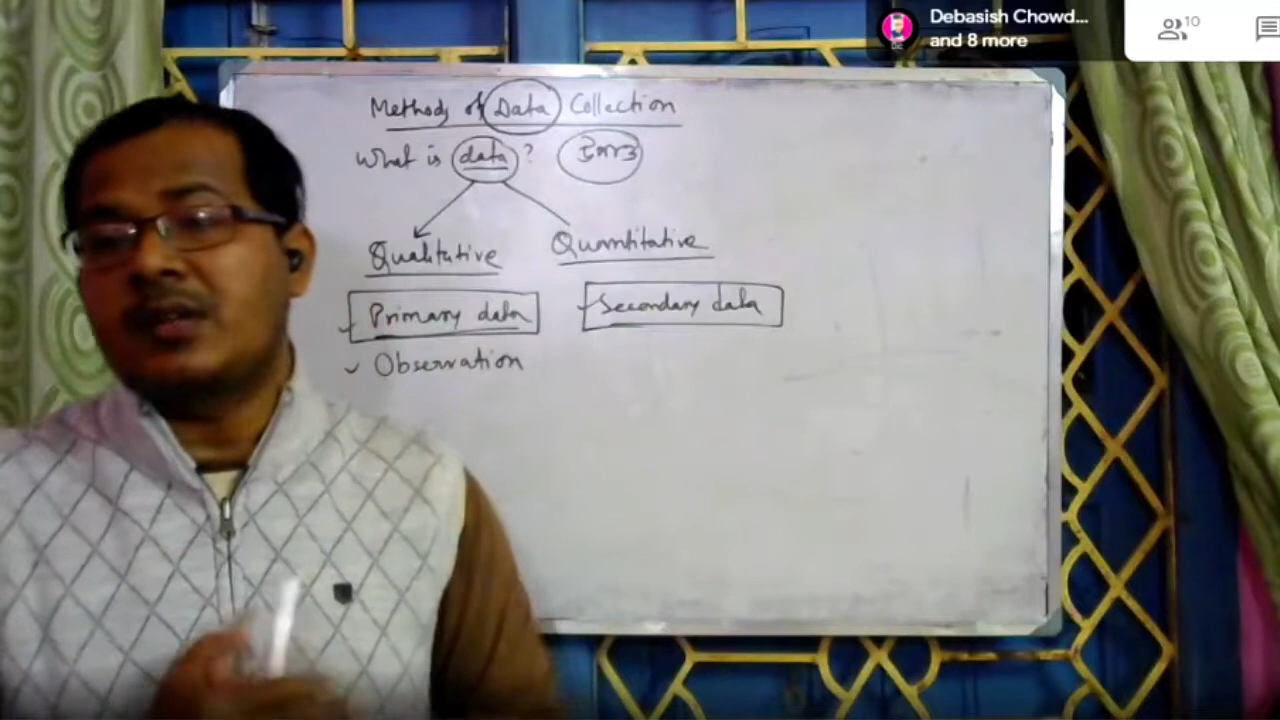 Debasish Chowd...
and 8 more
10
Methods of Data Collection
What is data?
Qualitative Quantitative
Primary data Secondary data
Observation